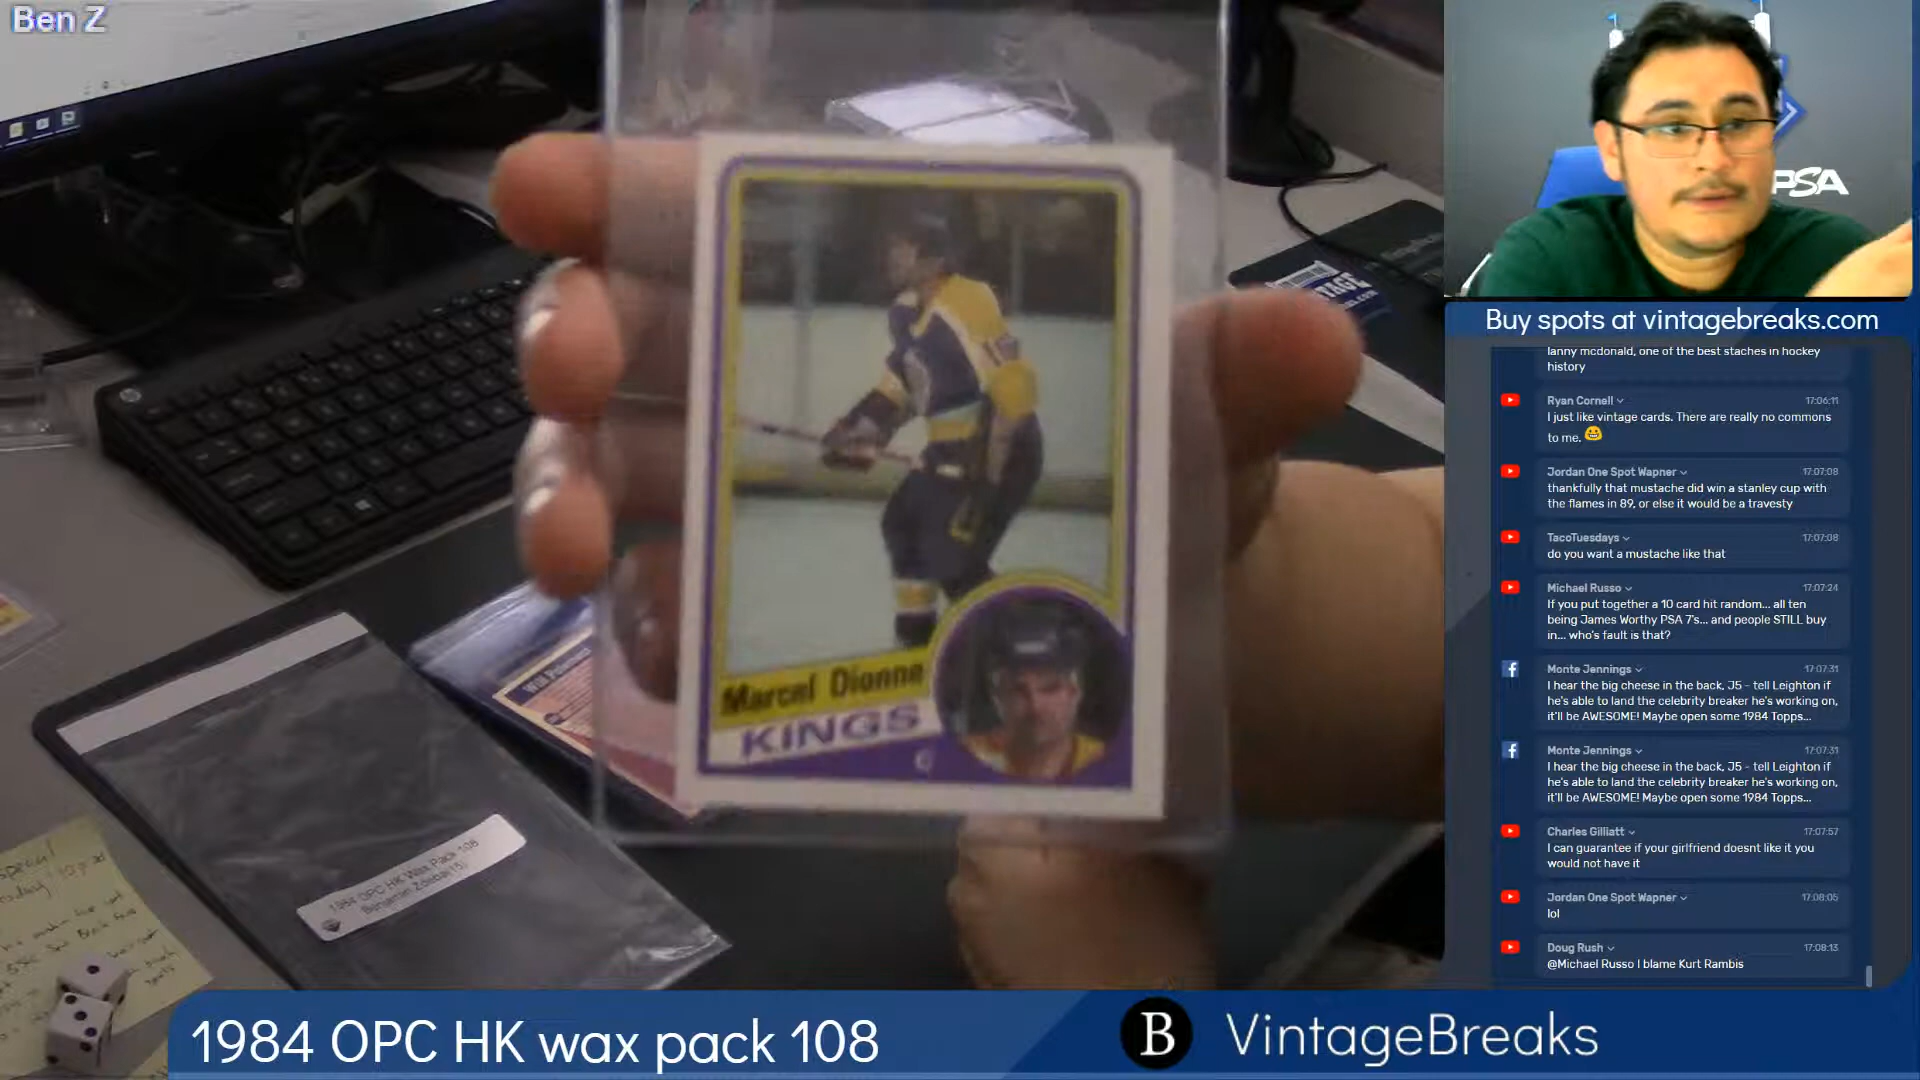 Ben Z
Marcel Dionne
KINGS
C
1984 OPC HK Wax Pack 108
1984 OPC HK wax pack 108
B VintageBreaks
PSA
Buy spots at vintagebreaks.com
lanny mcdonald, one of the best staches in hockey
history
Ryan Cornell 17:06:11
I just like vintage cards. There are really no commons
to me. 😀
Jordan One Spot Wapner 17:07:08
thankfully that mustache did win a stanley cup with
the flames in 89, or else it would be a travesty
TacoTuesdays 17:07:08
do you want a mustache like that
Michael Russo 17:07:24
If you put together a 10 card hit random... all ten
being James Worthy PSA 7's... and people STILL buy
in... who's fault is that?
Monte Jennings 17:07:31
I hear the big cheese in the back, J5 - tell Leighton if
he's able to land the celebrity breaker he's working on,
it'll be AWESOME! Maybe open some 1984 Topps...
Monte Jennings 17:07:31
I hear the big cheese in the back, J5 - tell Leighton if
he's able to land the celebrity breaker he's working on,
it'll be AWESOME! Maybe open some 1984 Topps...
Charles Gilliatt 17:07:57
I can guarantee if your girlfriend doesnt like it you
would not have it
Jordan One Spot Wapner 17:08:05
lol
Doug Rush 17:08:13
@Michael Russo I blame Kurt Rambis